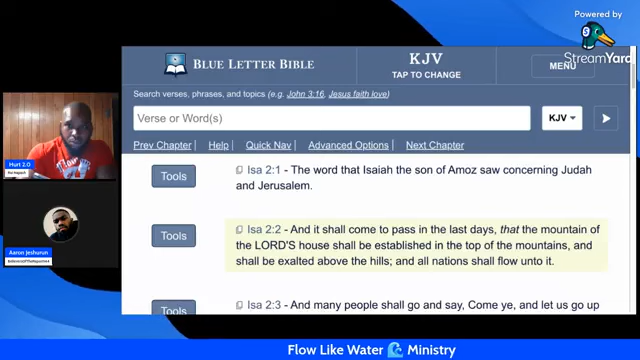 Powered by
StreamYard
BLUE LETTER BIBLE
KJV
TAP TO CHANGE
MENU
Search verses, phrases, and topics (e.g. John 3:16, Jesus faith love)
Verse or Word(s)
KJV
Prev Chapter | Help | Quick Nav | Advanced Options | Next Chapter
Tools
Isa 2:1 - The word that Isaiah the son of Amoz saw concerning Judah
and Jerusalem.
Tools
Isa 2:2 - And it shall come to pass in the last days, that the mountain of
the LORD'S house shall be established in the top of the mountains, and
shall be exalted above the hills; and all nations shall flow unto it.
Tools
Isa 2:3 - And many people shall go and say, Come ye, and let us go up
Hurt 2.0
Aaron Jeshurun
Flow Like Water 🌊 Ministry